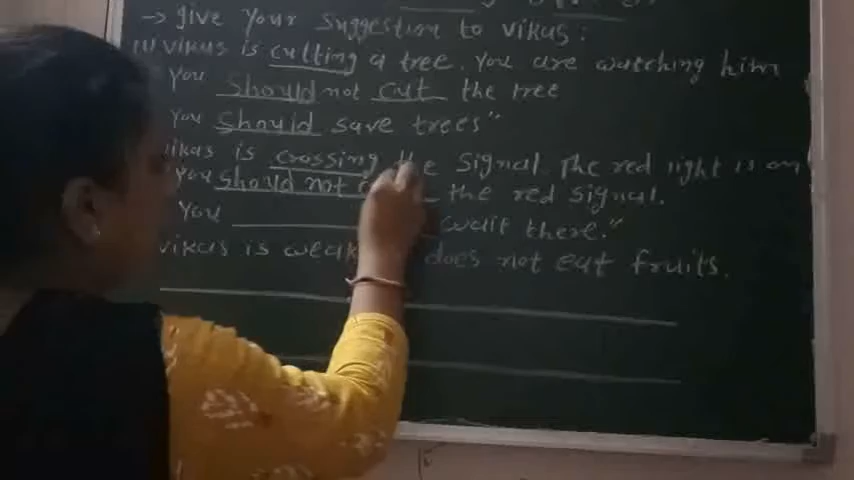 → give your suggestion to vikas:
(1) vikas is cutting a tree. you are watching him
you should not cut the tree
you should save trees"
vikas is crossing the signal. The red light is on
you should not the red signal.
you wait there."
vikas is weak does not eat fruits.